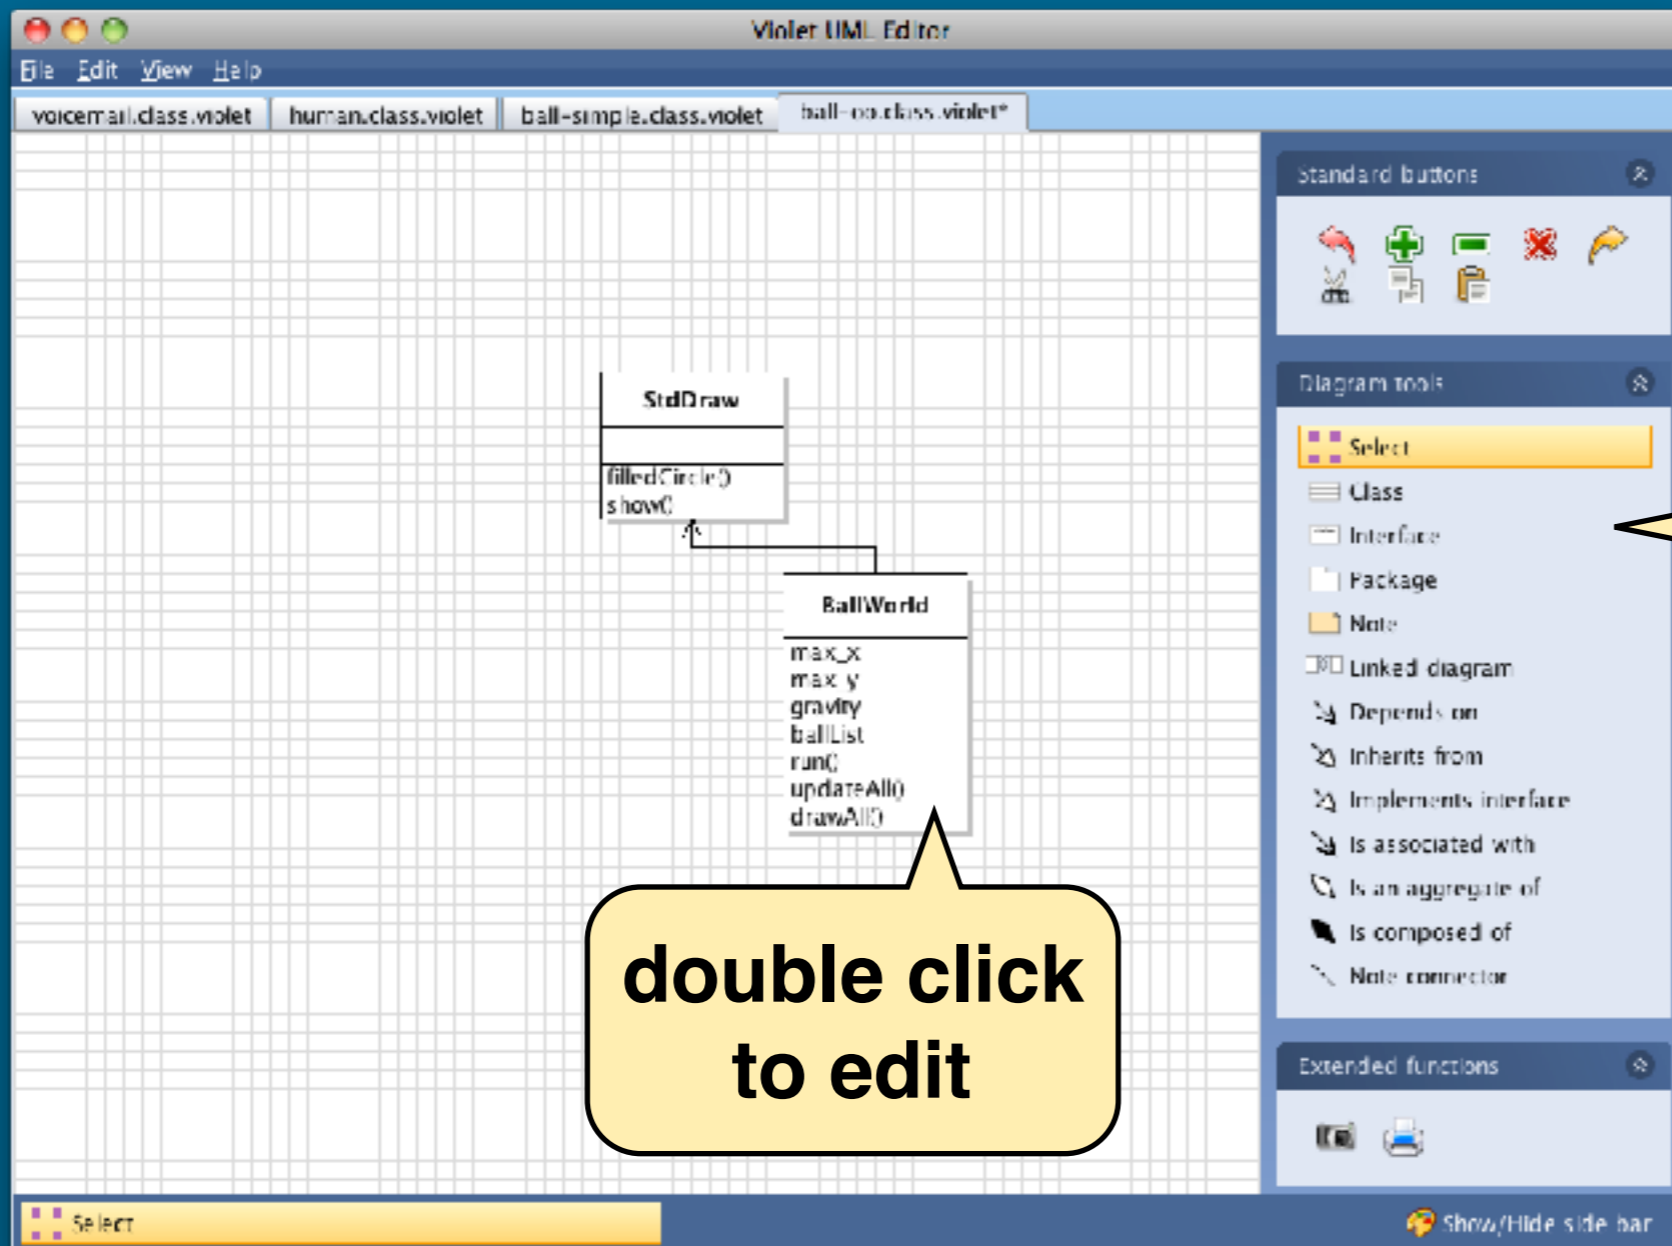 Violet UML Editor
File Edit View Help
voicemail.class.violet human.class.violet ball-simple.class.violet ball-oo.class.violet*
Standard buttons
Diagram tools
Select
Class
Interface
Package
Note
Linked diagram
Depends on
Inherits from
Implements interface
Is associated with
Is an aggregate of
Is composed of
Note connector
Extended functions
StdDraw
filledCircle()
show()
BallWorld
max_x
max_y
gravity
ballList
run()
updateAll()
drawAll()
double click
to edit
Select
Show/Hide side bar